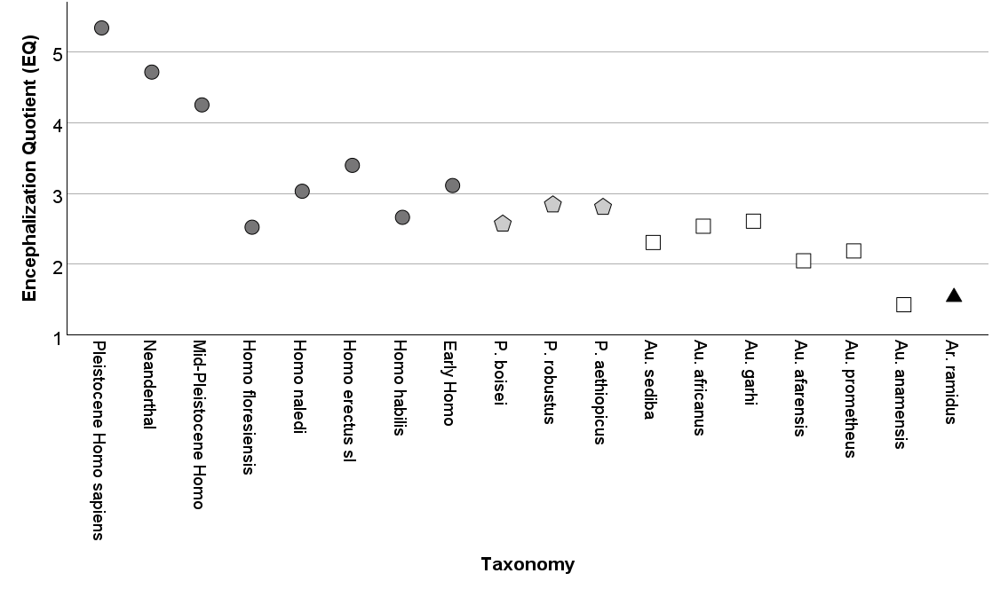 Encephalization Quotient (EQ)
5
4
3
2
1
Pleistocene Homo sapiens
Neanderthal
Mid-Pleistocene Homo
Homo floresiensis
Homo naledi
Homo erectus sl
Homo habilis
Early Homo
P. boisei
P. robustus
P. aethiopicus
Au. sediba
Au. africanus
Au. garhi
Au. afarensis
Au. prometheus
Au. anamensis
Ar. ramidus
Taxonomy